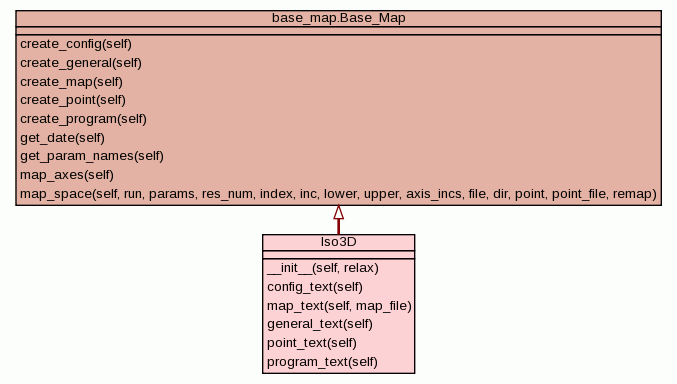 base_map.Base_Map
create_config(self)
create_general(self)
create_map(self)
create_point(self)
create_program(self)
get_date(self)
get_param_names(self)
map_axes(self)
map_space(self, run, params, res_num, index, inc, lower, upper, axis_incs, file, dir, point, point_file, remap)
Iso3D
__init__(self, relax)
config_text(self)
map_text(self, map_file)
general_text(self)
point_text(self)
program_text(self)